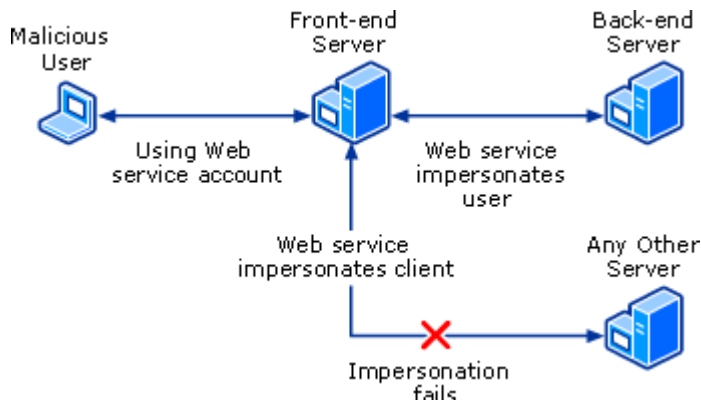 Malicious
User
Front-end
Server
Back-end
Server
Using Web
service account
Web service
impersonates
user
Web service
impersonates client
Any Other
Server
Impersonation
fails